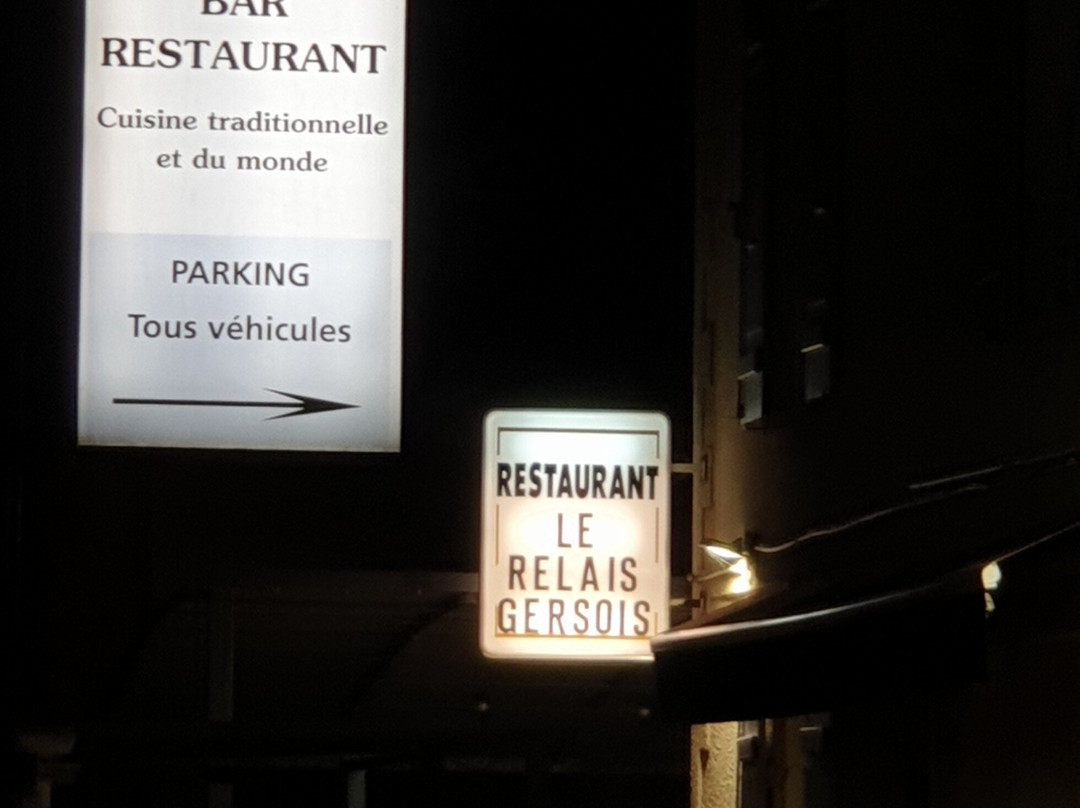 BAR
RESTAURANT
Cuisine traditionnelle
et du monde
PARKING
Tous véhicules
RESTAURANT
LE
RELAIS
GERSOIS